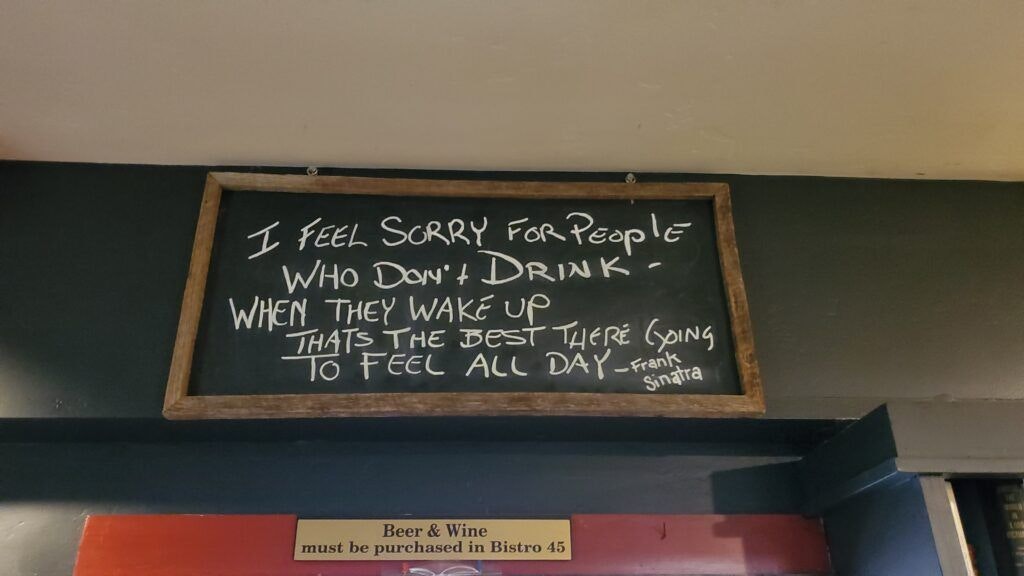 I FEEL SORRY FOR PeoplE
WHO DON't DRINK -
WHEN THEY WAKE UP
THATS THE BEST THERE GOING
TO FEEL ALL DAY - Frank
Sinatra
Beer & Wine
must be purchased in Bistro 45